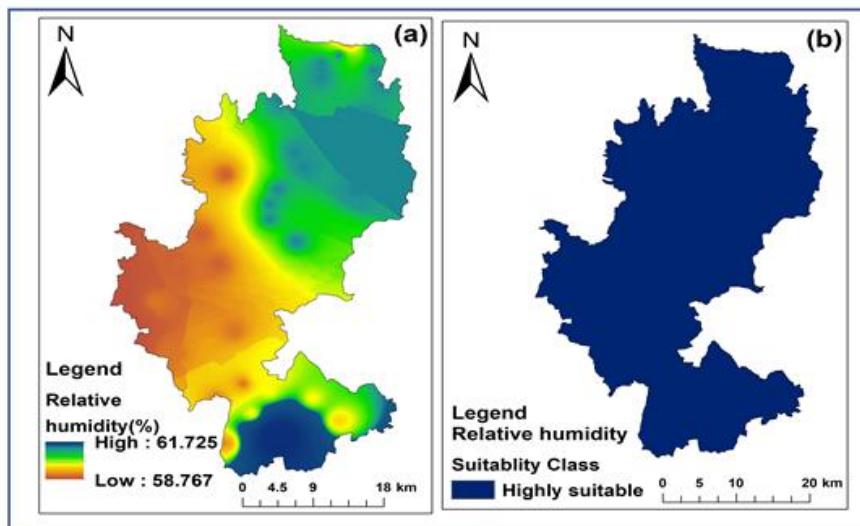 (a)
N
Legend
Relative
humidity(%)
High : 61.725
Low : 58.767
0 4.5 9 18 km
(b)
N
Legend
Relative humidity
Suitablity Class
Highly suitable
0 5 10 20 km